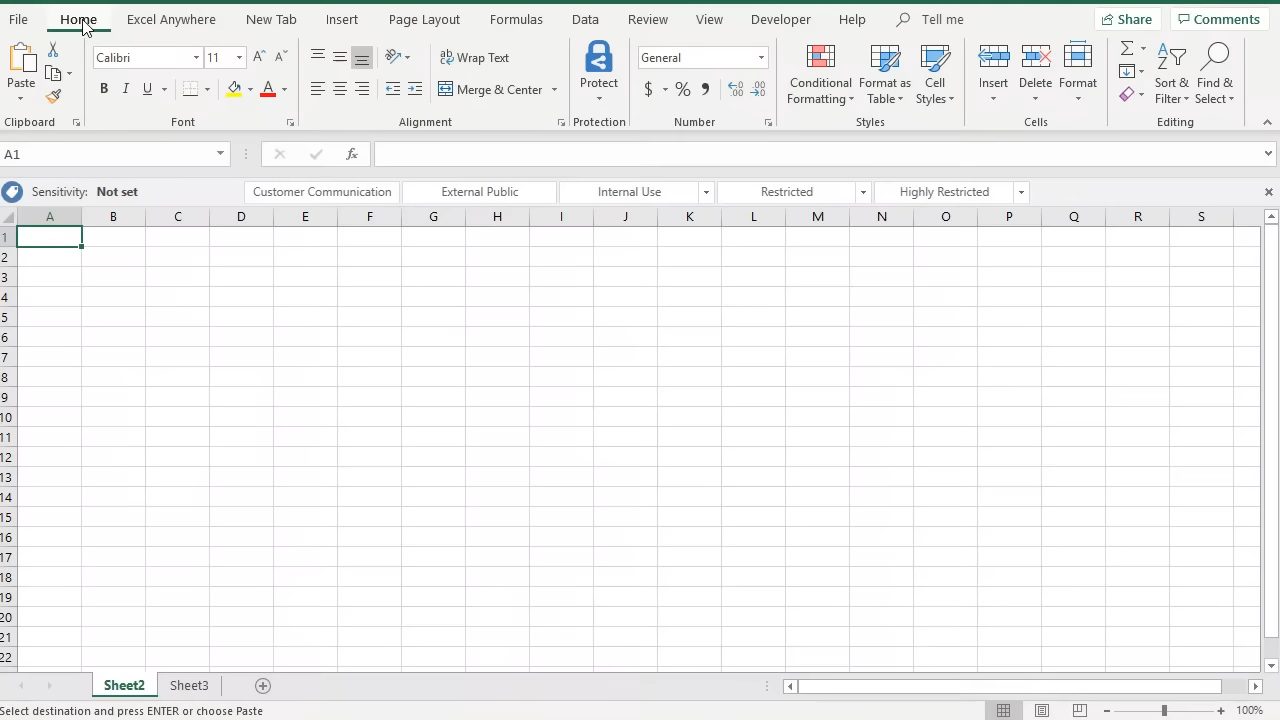 File Home Excel Anywhere New Tab Insert Page Layout Formulas Data Review View Developer Help Tell me Share Comments
Calibri 11 A A ab Wrap Text General
Paste Protect Conditional Formatting Format as Table Cell Styles Insert Delete Format Sort & Filter Find & Select
B I U A Merge & Center $ % ,
Clipboard Font Alignment Protection Number Styles Cells Editing
A1 fx
Sensitivity: Not set Customer Communication External Public Internal Use Restricted Highly Restricted
A B C D E F G H I J K L M N O P Q R S
1
2
3
4
5
6
7
8
9
10
11
12
13
14
15
16
17
18
19
20
21
22
Sheet2 Sheet3
Select destination and press ENTER or choose Paste 100%